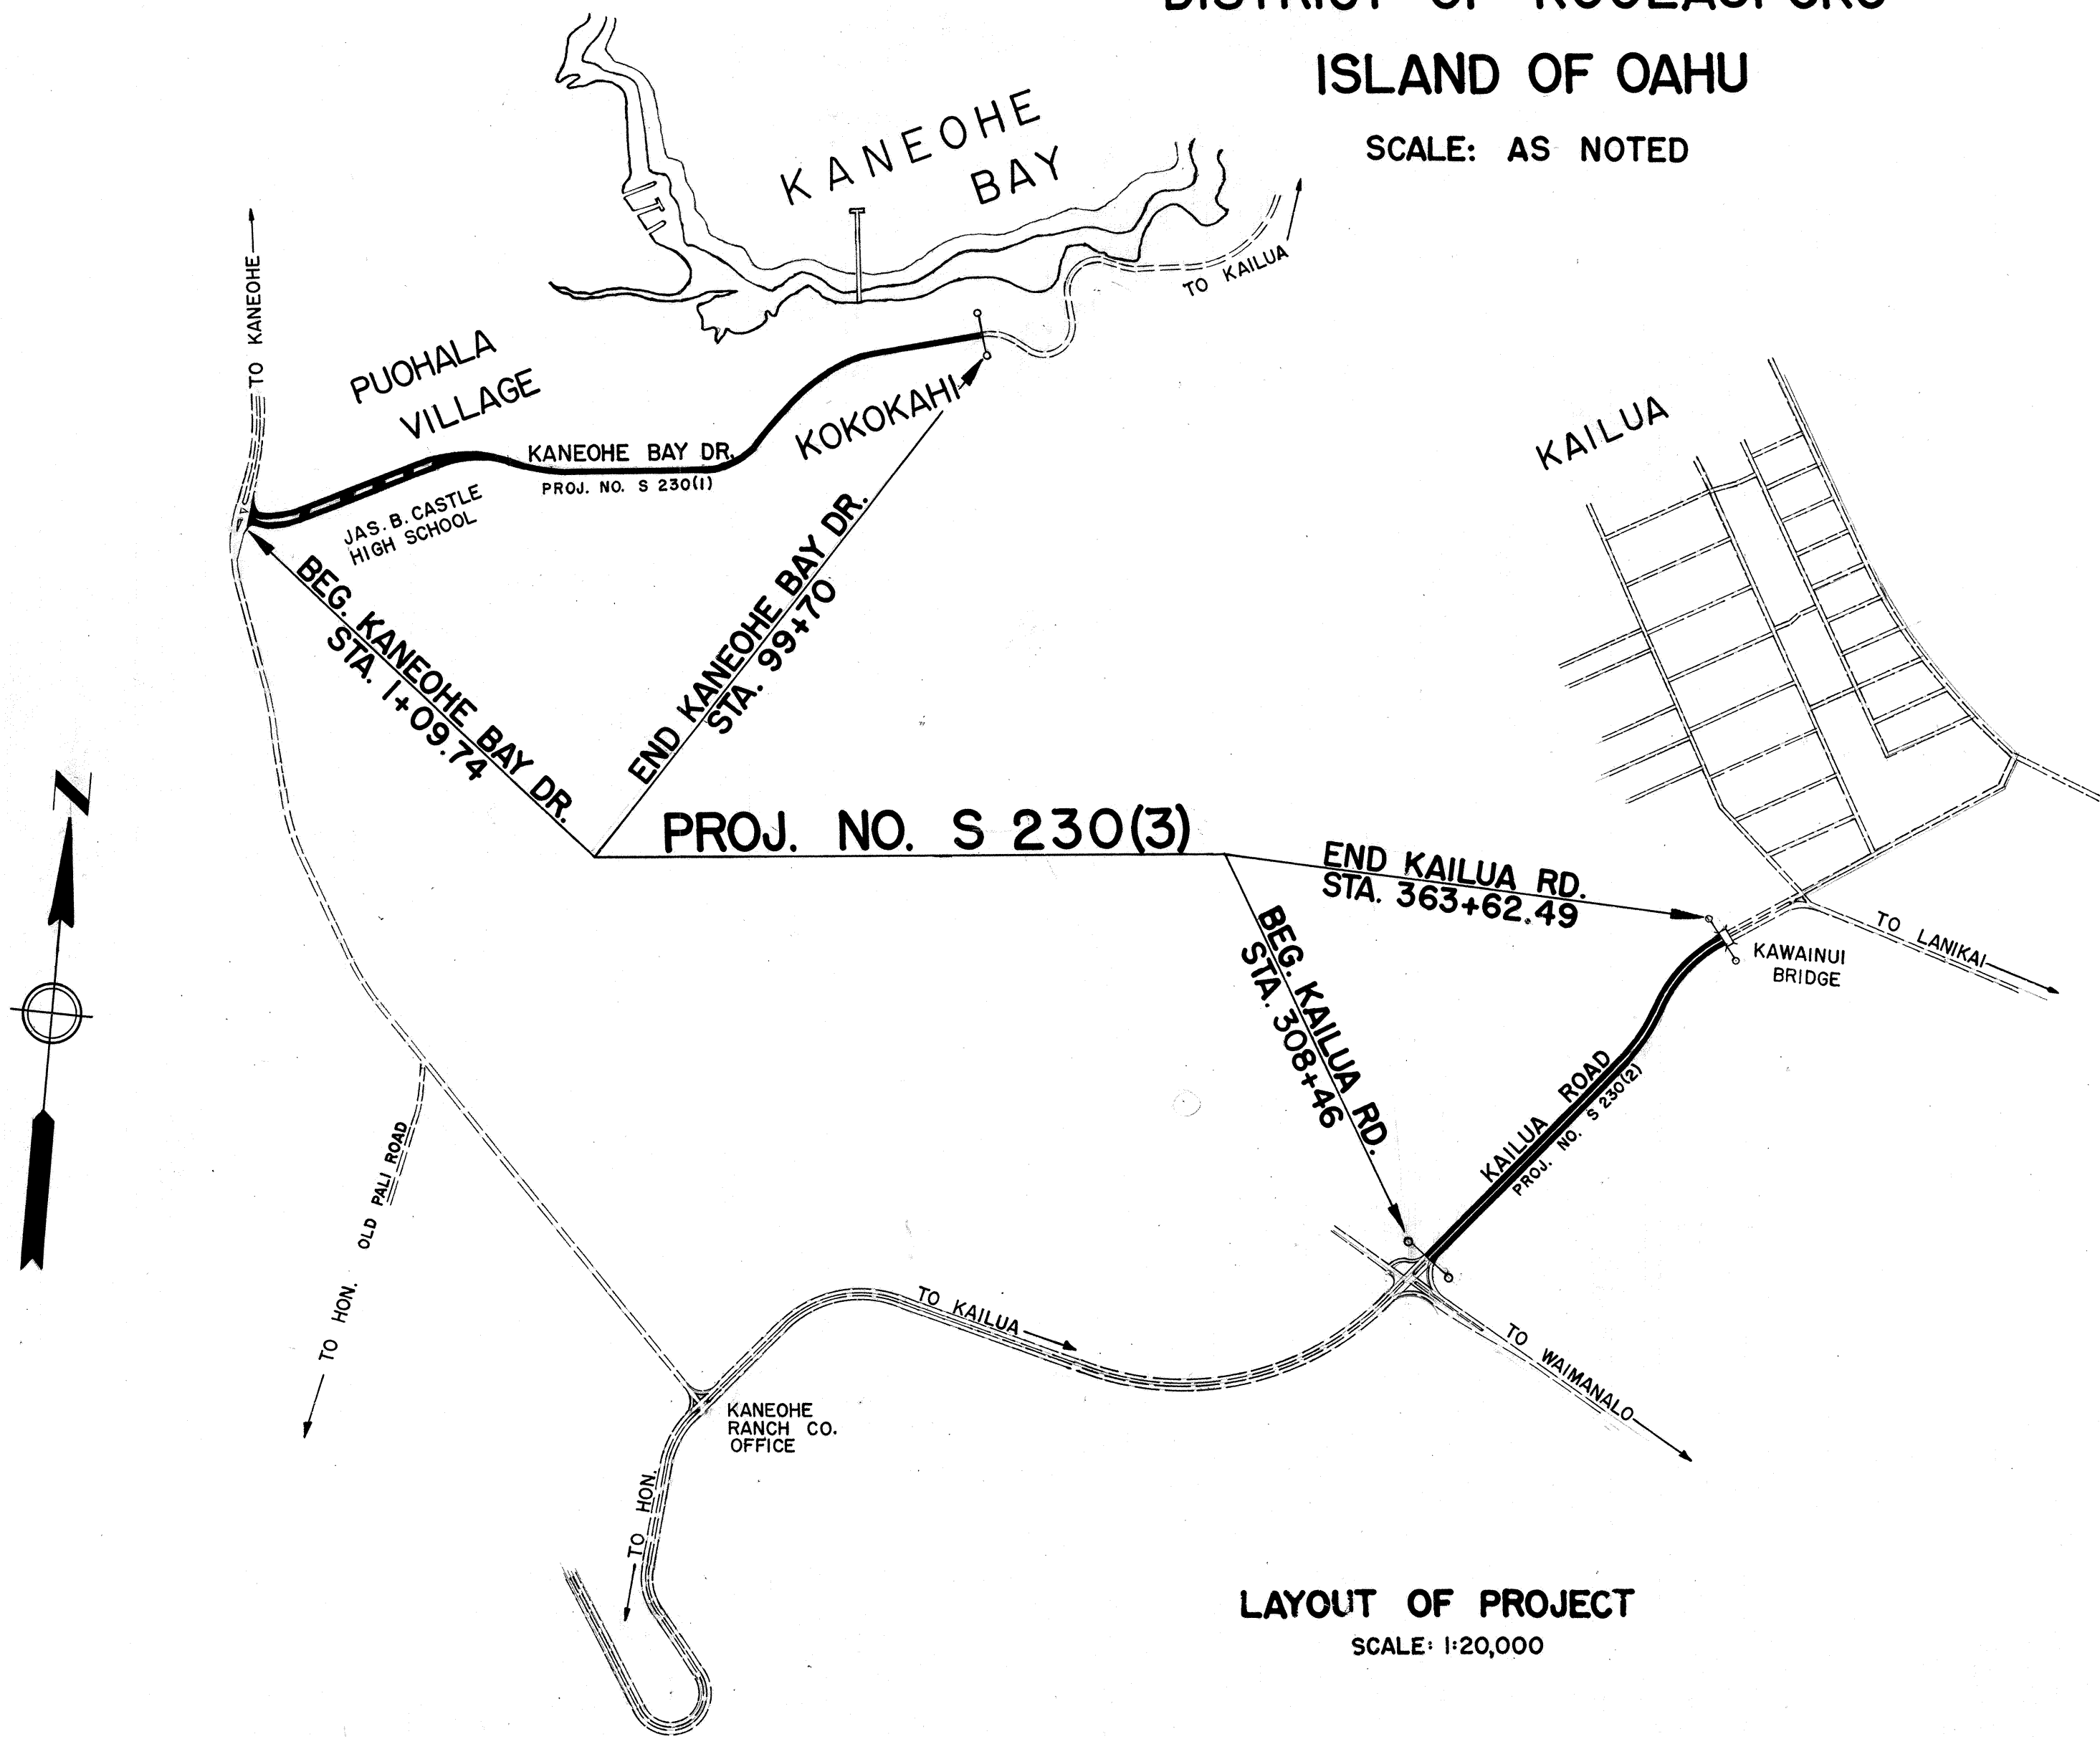 DISTRICT OF KOOLAUPOKO
ISLAND OF OAHU
SCALE: AS NOTED
KANEOHE
BAY
TO KANEOHE
TO KAILUA
PUOHALA
VILLAGE
KOKOKAHI
KANEOHE BAY DR.
PROJ. NO. S 230(1)
JAS. B. CASTLE
HIGH SCHOOL
KAILUA
BEG. KANEOHE BAY DR.
STA. 1+09.74
END KANEOHE BAY DR.
STA. 99+70
N
PROJ. NO. S 230(3)
END KAILUA RD.
STA. 363+62.49
BEG. KAILUA RD.
STA. 308+46
TO LANIKAI
KAWAINUI
BRIDGE
KAILUA ROAD
PROJ. NO. S 230(2)
OLD PALI ROAD
TO HON.
TO KAILUA
TO WAIMANALO
KANEOHE
RANCH CO.
OFFICE
TO HON.
LAYOUT OF PROJECT
SCALE: 1:20,000